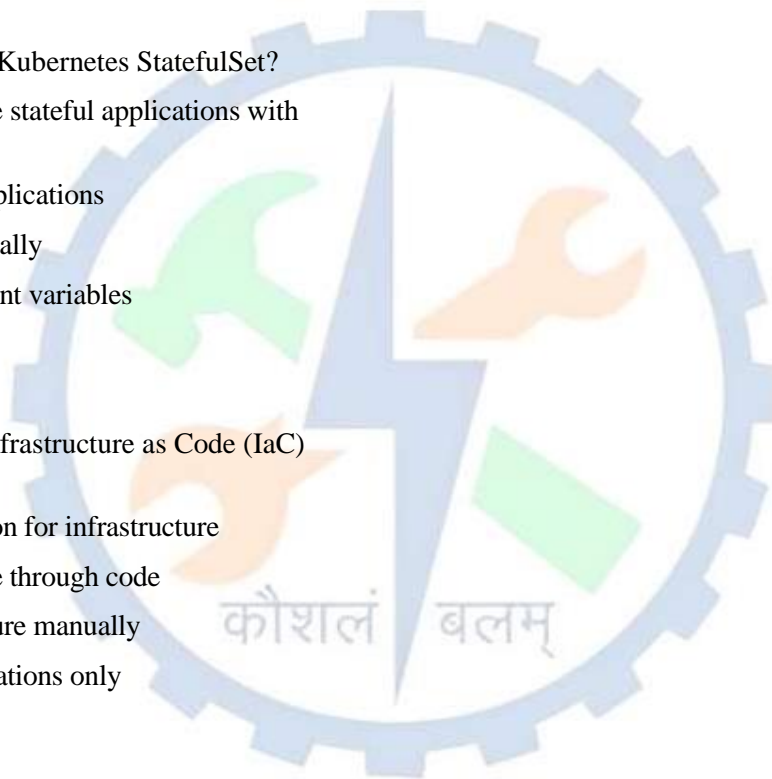 Kubernetes StatefulSet?
e stateful applications with
plications
ally
nt variables
frastructure as Code (IaC)
on for infrastructure
e through code
ure manually
ations only
कौशलं बलम्